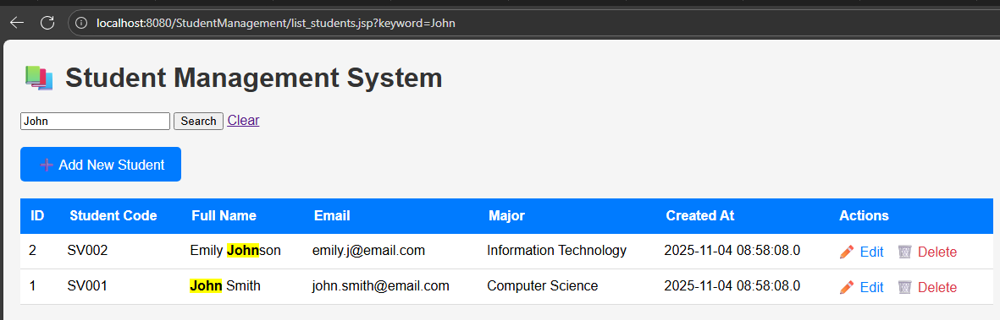 localhost:8080/StudentManagement/list_students.jsp?keyword=John
Student Management System
John Search Clear
Add New Student
ID Student Code Full Name Email Major Created At Actions
2 SV002 Emily Johnson emily.j@email.com Information Technology 2025-11-04 08:58:08.0 Edit Delete
1 SV001 John Smith john.smith@email.com Computer Science 2025-11-04 08:58:08.0 Edit Delete